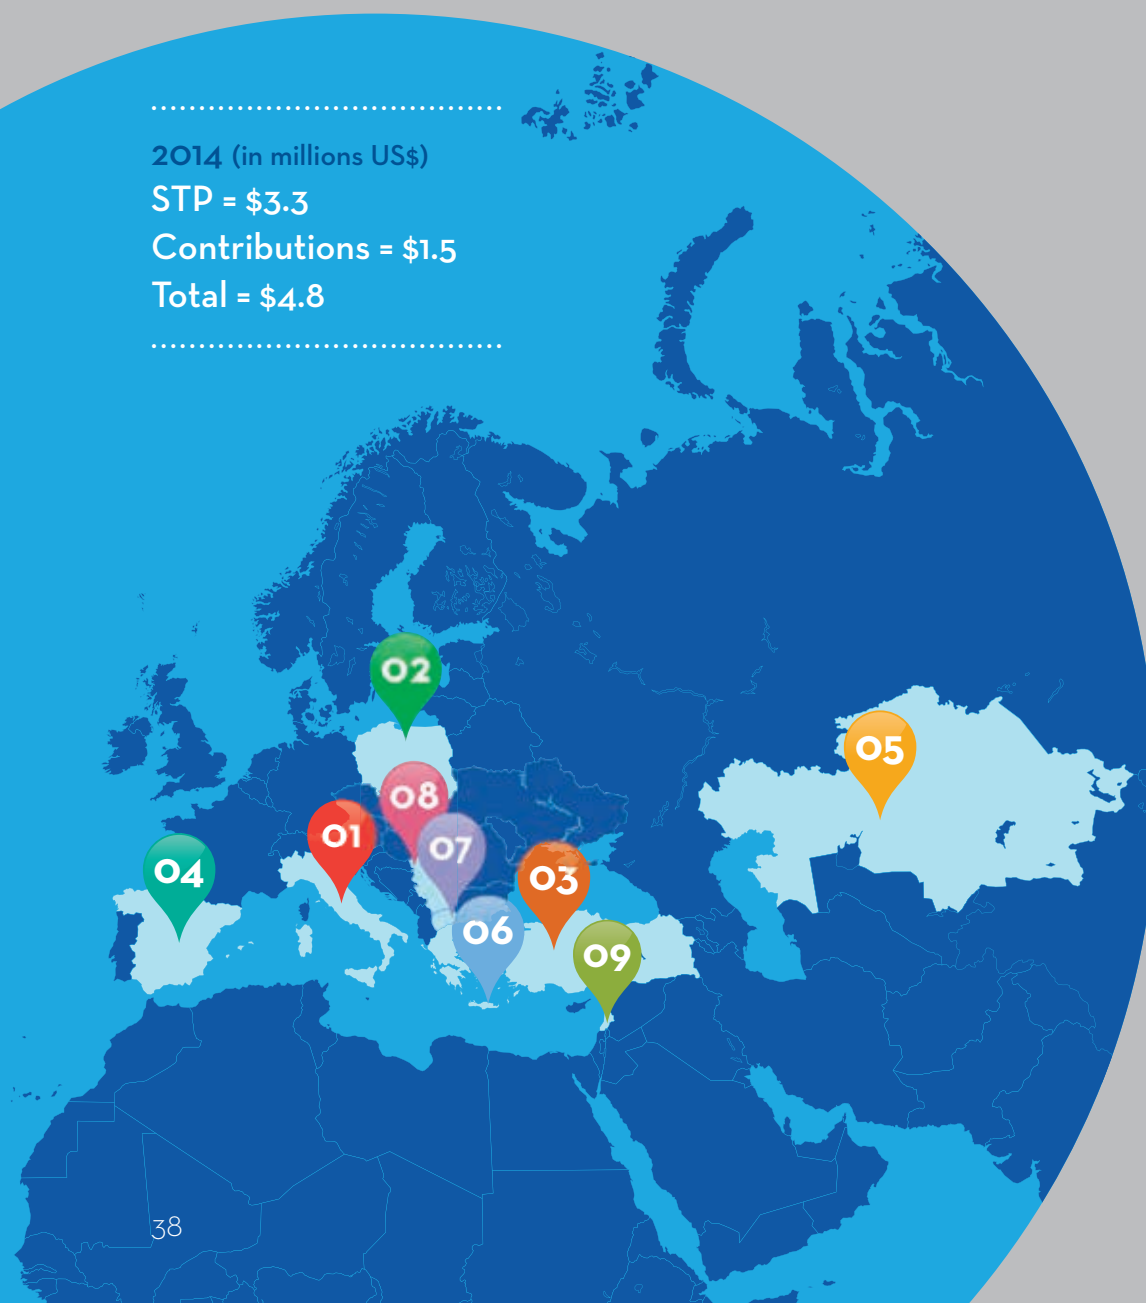 2014 (in millions US$)
STP = $3.3
Contributions = $1.5
Total = $4.8
02
05
08
01
07
04
03
06
09
38